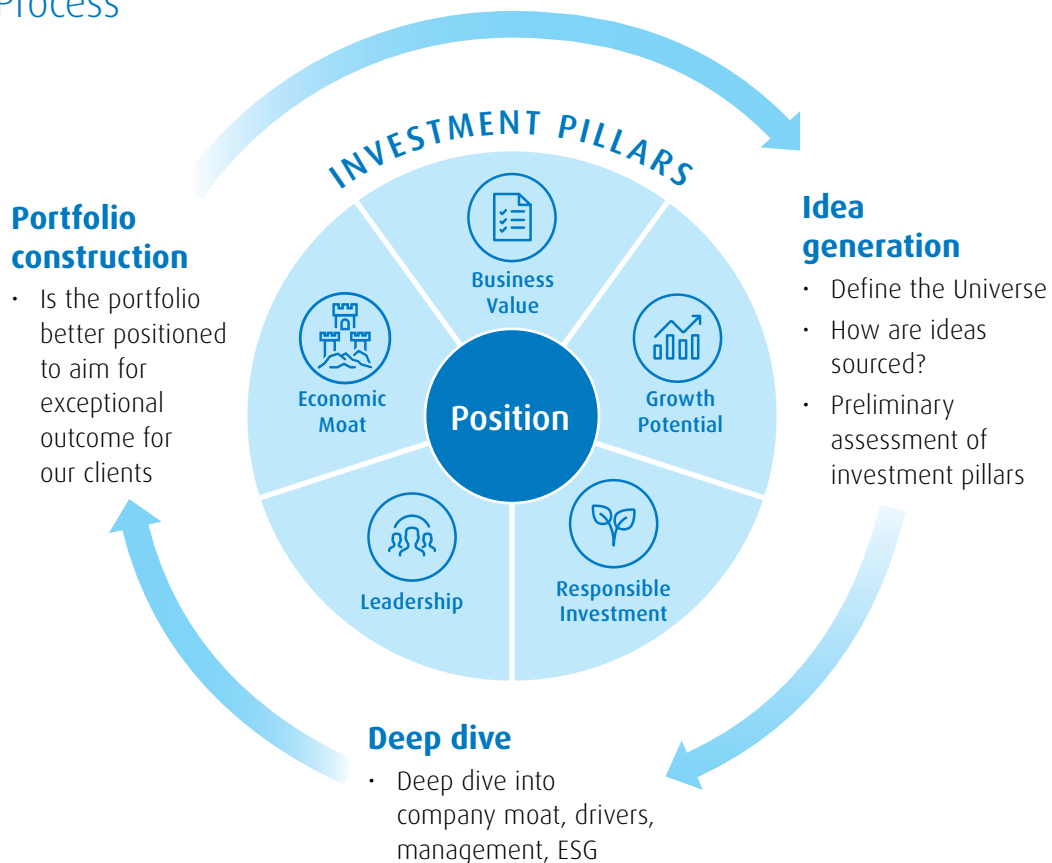 Process
INVESTMENT PILLARS
Business
Value
Growth
Potential
Responsible
Investment
Leadership
Economic
Moat
Position
Idea
generation
· Define the Universe
· How are ideas
sourced?
· Preliminary
assessment of
investment pillars
Deep dive
· Deep dive into
company moat, drivers,
management, ESG
Portfolio
construction
· Is the portfolio
better positioned
to aim for
exceptional
outcome for
our clients